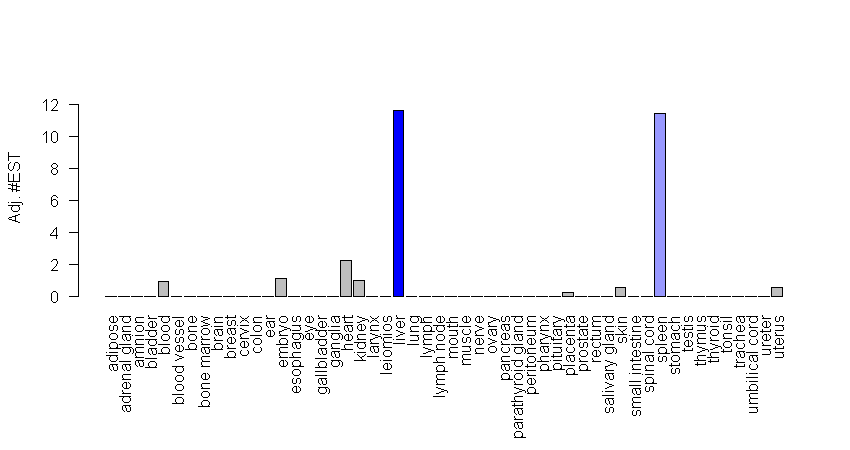 Adj. #EST
12
10
8
6
4
2
0
adipose
adrenal gland
amnion
bladder
blood
blood vessel
bone
bone marrow
brain
breast
cervix
colon
ear
embryo
esophagus
eye
gallbladder
ganglia
heart
kidney
larynx
leiomios
liver
lung
lymph
lymph node
mouth
muscle
nerve
ovary
pancreas
parathyroid gland
peritoneum
pharynx
pituitary
placenta
prostate
rectum
salivary gland
skin
small intestine
spinal cord
spleen
stomach
testis
thymus
thyroid
tonsil
trachea
umbilical cord
ureter
uterus